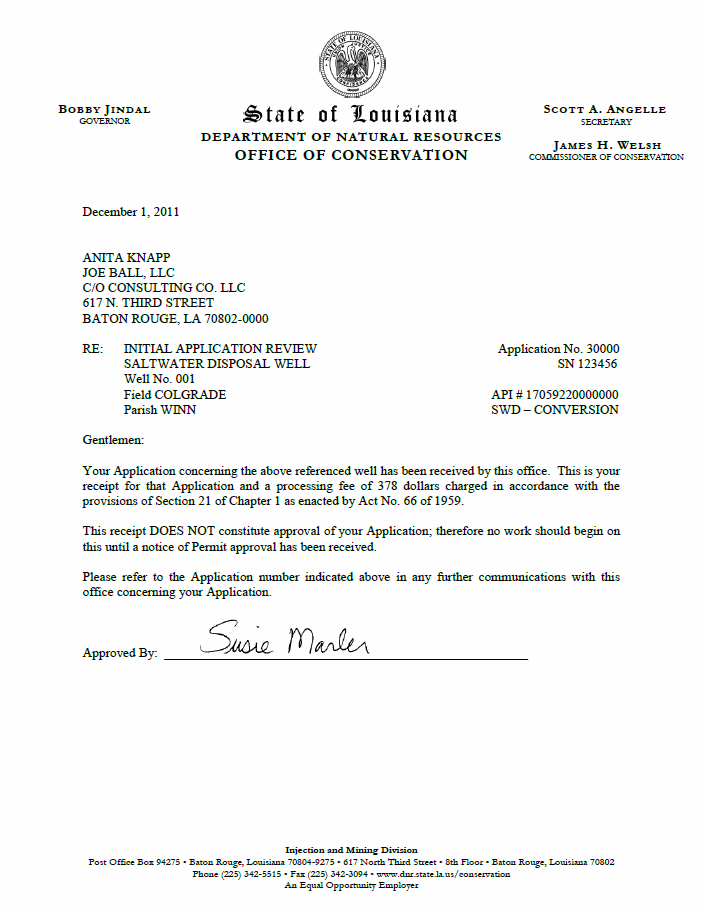 STATE OF LOUISIANA
CONFIDENCE
BOBBY JINDAL
GOVERNOR
State of Louisiana
DEPARTMENT OF NATURAL RESOURCES
OFFICE OF CONSERVATION
SCOTT A. ANGELLE
SECRETARY
JAMES H. WELSH
COMMISSIONER OF CONSERVATION
December 1, 2011
ANITA KNAPP
JOE BALL, LLC
C/O CONSULTING CO. LLC
617 N. THIRD STREET
BATON ROUGE, LA 70802-0000
RE: INITIAL APPLICATION REVIEW Application No. 30000
SALTWATER DISPOSAL WELL SN 123456
Well No. 001
Field COLGRADE API # 17059220000000
Parish WINN SWD – CONVERSION
Gentlemen:
Your Application concerning the above referenced well has been received by this office. This is your
receipt for that Application and a processing fee of 378 dollars charged in accordance with the
provisions of Section 21 of Chapter 1 as enacted by Act No. 66 of 1959.
This receipt DOES NOT constitute approval of your Application; therefore no work should begin on
this until a notice of Permit approval has been received.
Please refer to the Application number indicated above in any further communications with this
office concerning your Application.
Approved By: Susie Marler
Injection and Mining Division
Post Office Box 94275 • Baton Rouge, Louisiana 70804-9275 • 617 North Third Street • 8th Floor • Baton Rouge, Louisiana 70802
Phone (225) 342-5515 • Fax (225) 342-3094 • www.dnr.state.la.us/conservation
An Equal Opportunity Employer